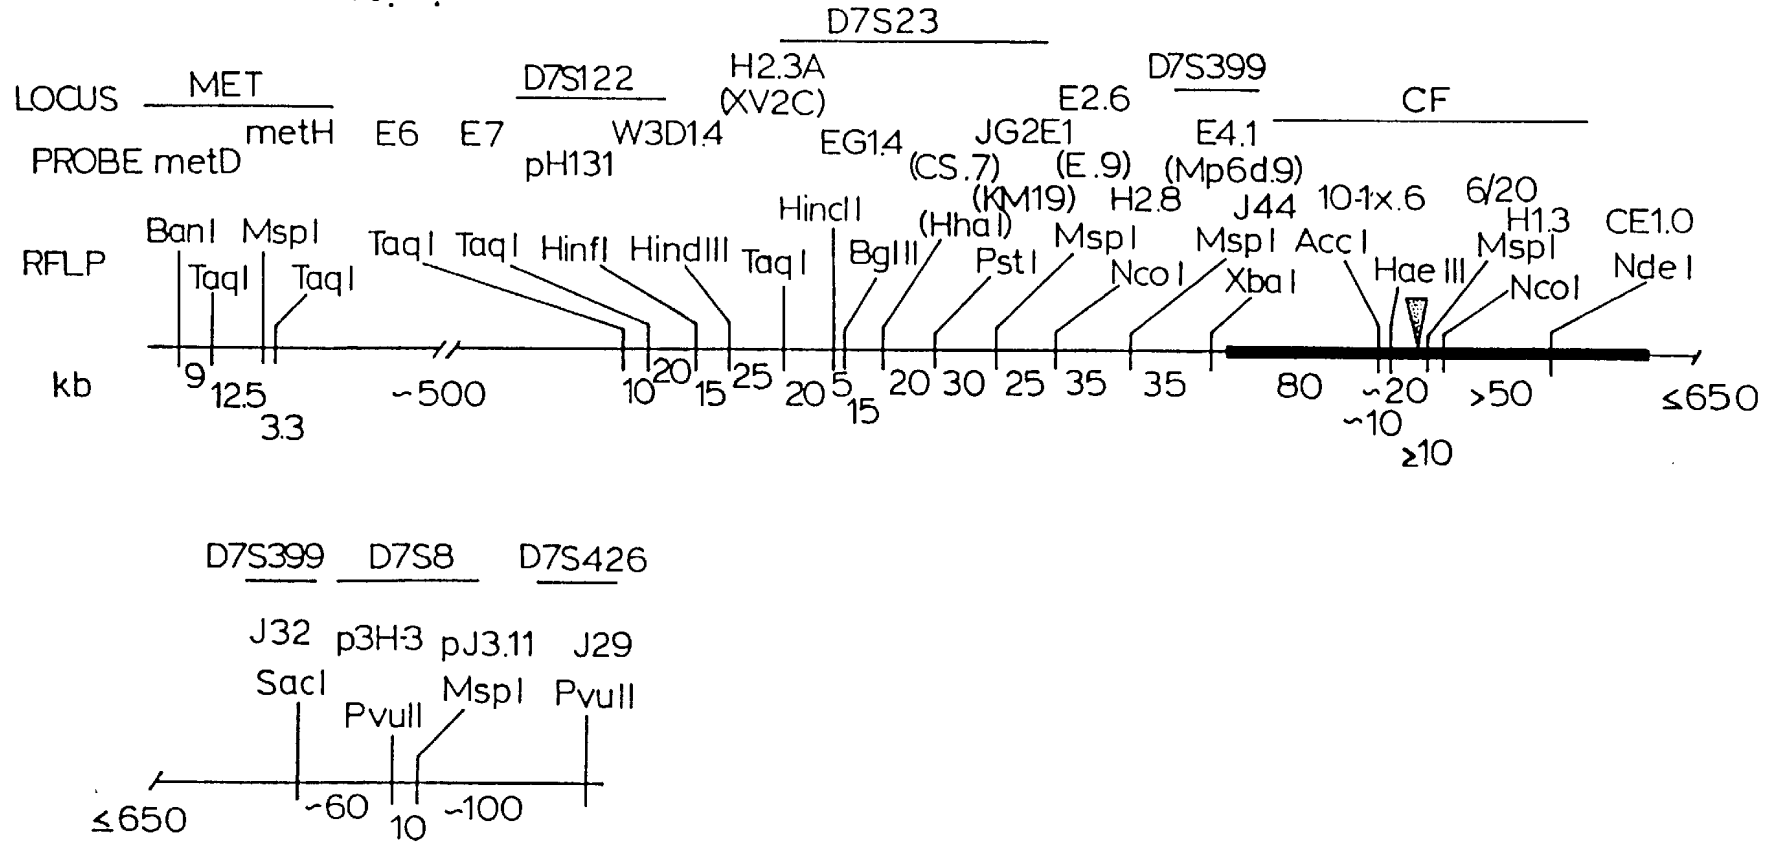 D7S23
LOCUS MET D7S122 H2.3A D7S399 CF
(XV2C) E2.6
metH E6 E7 W3D1.4 JG2E1 E4.1
PROBE metD pH131 EG1.4 (CS.7) (E.9) (Mp6d.9)
(KM19) H2.8 J44 10-1x.6 6/20
H1.3 CE1.0
RFLP BanI MspI TaqI TaqI HinfI HindIII TaqI HincII BglII (HhaI) PstI MspI MspI AccI HaeIII MspI NdeI
TaqI TaqI NcoI XbaI NcoI
kb 9 12.5 3.3 ~500 10 20 15 25 20 5 15 20 30 25 35 35 80 ~10 ~20 ≥10 >50 ≤650
D7S399 D7S8 D7S426
J32 p3H-3 pJ3.11 J29
SacI PvuII MspI PvuII
≤650 ~60 10 ~100